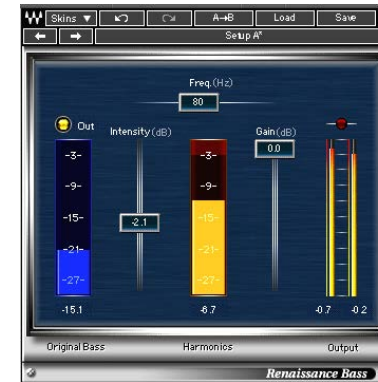 Skins ▼ A→B Load Save
← → Setup A*
Freq.(Hz)
80
Out Intensity(dB) Gain(dB)
0.0
-3- -3-
-9- -9-
-15- -15-
-2.1
-21- -21-
-27- -27-
-15.1 -6.7 -0.7 -0.2
Original Bass Harmonics Output
Renaissance Bass